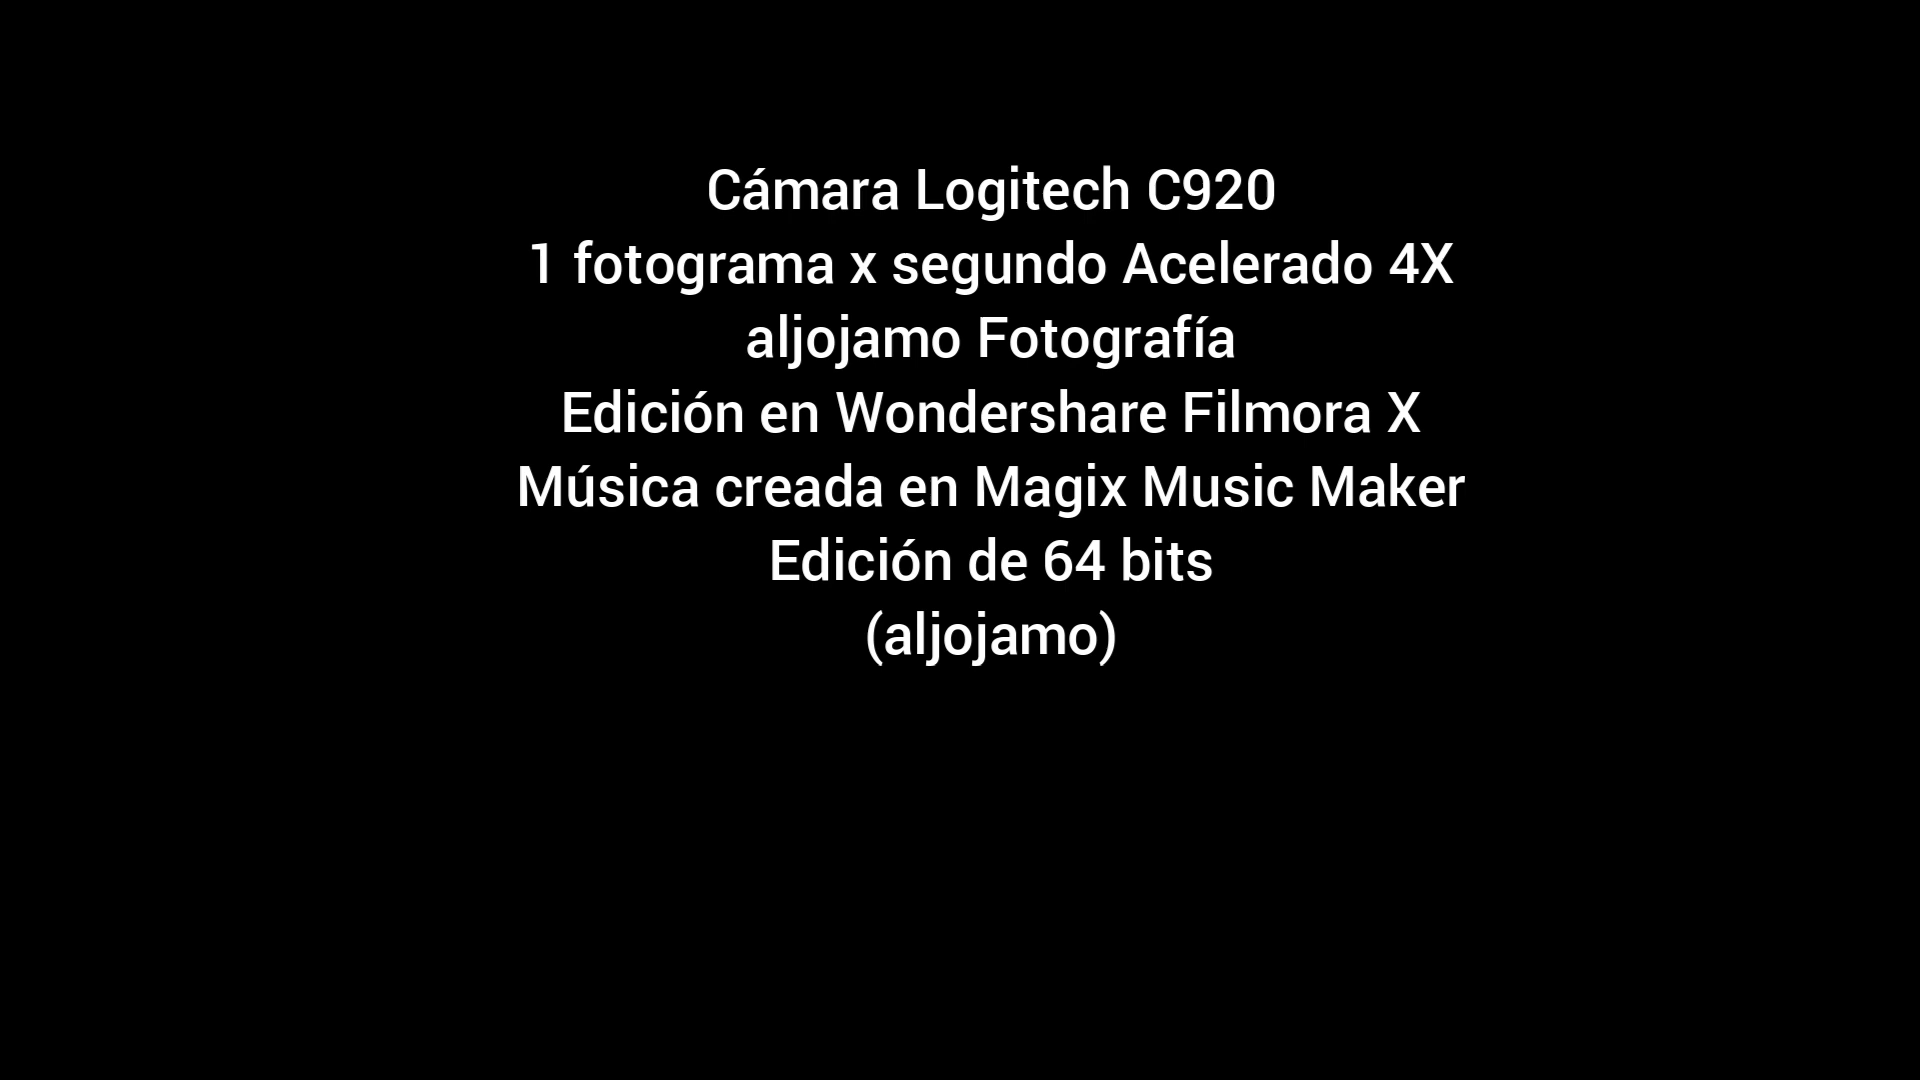 Cámara Logitech C920
1 fotograma x segundo Acelerado 4X
aljojamo Fotografía
Edición en Wondershare Filmora X
Música creada en Magix Music Maker
Edición de 64 bits
(aljojamo)